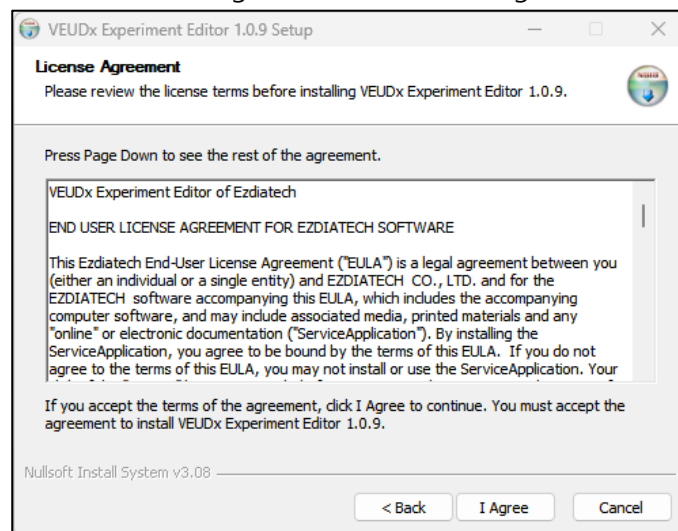 VEUDx Experiment Editor 1.0.9 Setup
License Agreement
Please review the license terms before installing VEUDx Experiment Editor 1.0.9.
Press Page Down to see the rest of the agreement.
VEUDx Experiment Editor of Ezdiatech
END USER LICENSE AGREEMENT FOR EZDIATECH SOFTWARE
This Ezdiatech End-User License Agreement ("EULA") is a legal agreement between you
(either an individual or a single entity) and EZDIATECH CO., LTD. and for the
EZDIATECH software accompanying this EULA, which includes the accompanying
computer software, and may include associated media, printed materials and any
"online" or electronic documentation ("ServiceApplication"). By installing the
ServiceApplication, you agree to be bound by the terms of this EULA. If you do not
agree to the terms of this EULA, you may not install or use the ServiceApplication. Your
If you accept the terms of the agreement, click I Agree to continue. You must accept the
agreement to install VEUDx Experiment Editor 1.0.9.
Nullsoft Install System v3.08
< Back I Agree Cancel